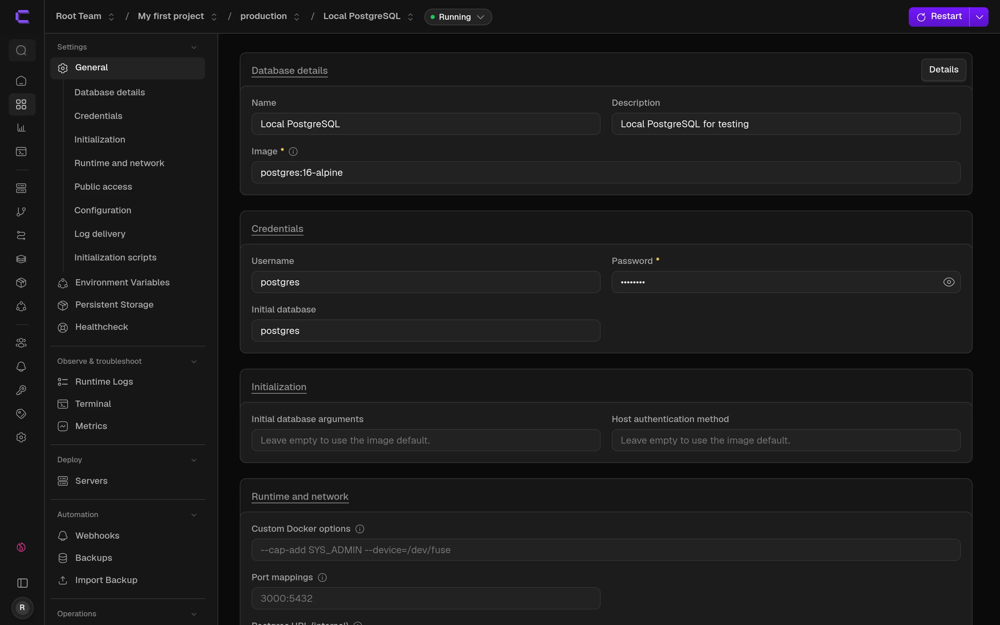 Root Team / My first project / production / Local PostgreSQL Running Restart
Settings
General
Database details
Credentials
Initialization
Runtime and network
Public access
Configuration
Log delivery
Initialization scripts
Environment Variables
Persistent Storage
Healthcheck
Observe & troubleshoot
Runtime Logs
Terminal
Metrics
Deploy
Servers
Automation
Webhooks
Backups
Import Backup
Operations
R
Database details Details
Name Description
Local PostgreSQL Local PostgreSQL for testing
Image *
postgres:16-alpine
Credentials
Username Password *
postgres ••••••••
Initial database
postgres
Initialization
Initial database arguments Host authentication method
Leave empty to use the image default. Leave empty to use the image default.
Runtime and network
Custom Docker options
--cap-add SYS_ADMIN --device=/dev/fuse
Port mappings
3000:5432
Postgres URL (internal)